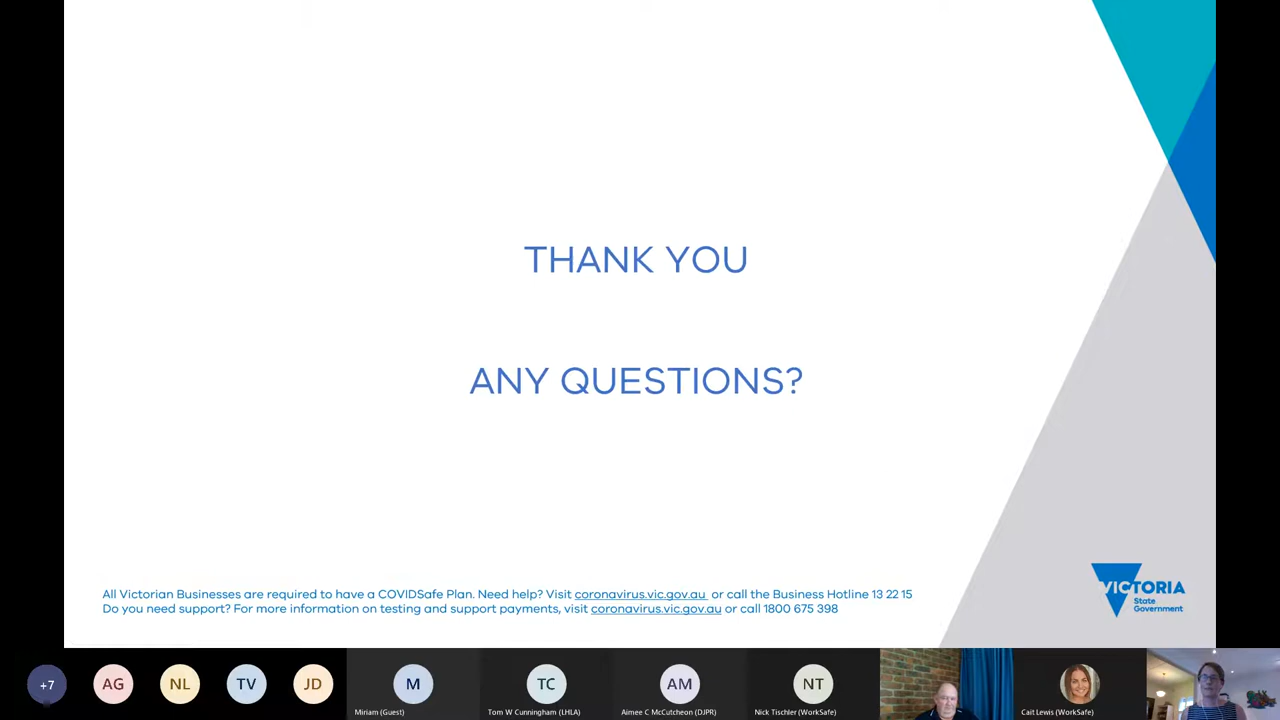 THANK YOU
ANY QUESTIONS?
All Victorian Businesses are required to have a COVIDSafe Plan. Need help? Visit coronavirus.vic.gov.au or call the Business Hotline 13 22 15
Do you need support? For more information on testing and support payments, visit coronavirus.vic.gov.au or call 1800 675 398
VICTORIA
State
Government
+7
AG
NL
TV
JD
M
TC
AM
NT
Miriam (Guest)
Tom W Cunningham (LHLA)
Aimee C McCutcheon (DJPR)
Nick Tischler (WorkSafe)
Cait Lewis (WorkSafe)